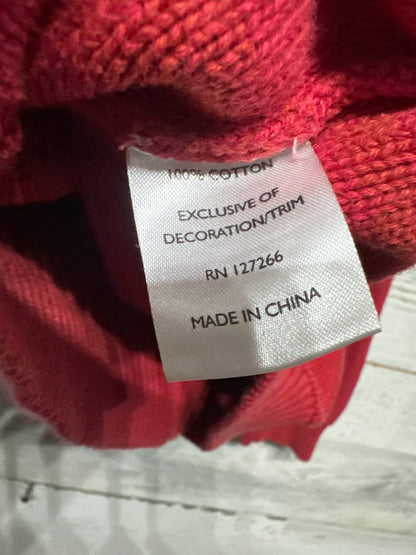 100% COTTON
EXCLUSIVE OF
DECORATION/TRIM
RN 127266
MADE IN CHINA